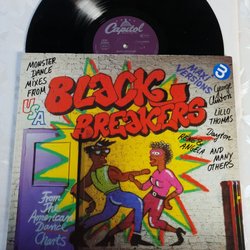 Capitol
MONSTER
DANCE
MIXES
FROM
USA
BLACK
BREAKERS
MAXI
VERSIONS
3
George
Clinton
LILLO
THOMAS
Dayton
RENÉ &
ANGELA
AND
MANY
OTHERS
From
The
American
Dance
Charts